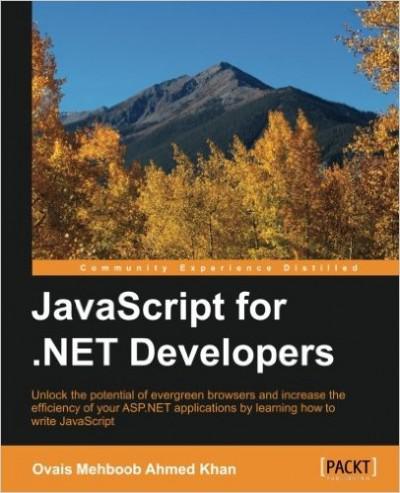 Community Experience Distilled
JavaScript for
.NET Developers
Unlock the potential of evergreen browsers and increase the
efficiency of your ASP.NET applications by learning how to
write JavaScript
Ovais Mehboob Ahmed Khan
[PACKT]
PUBLISHING